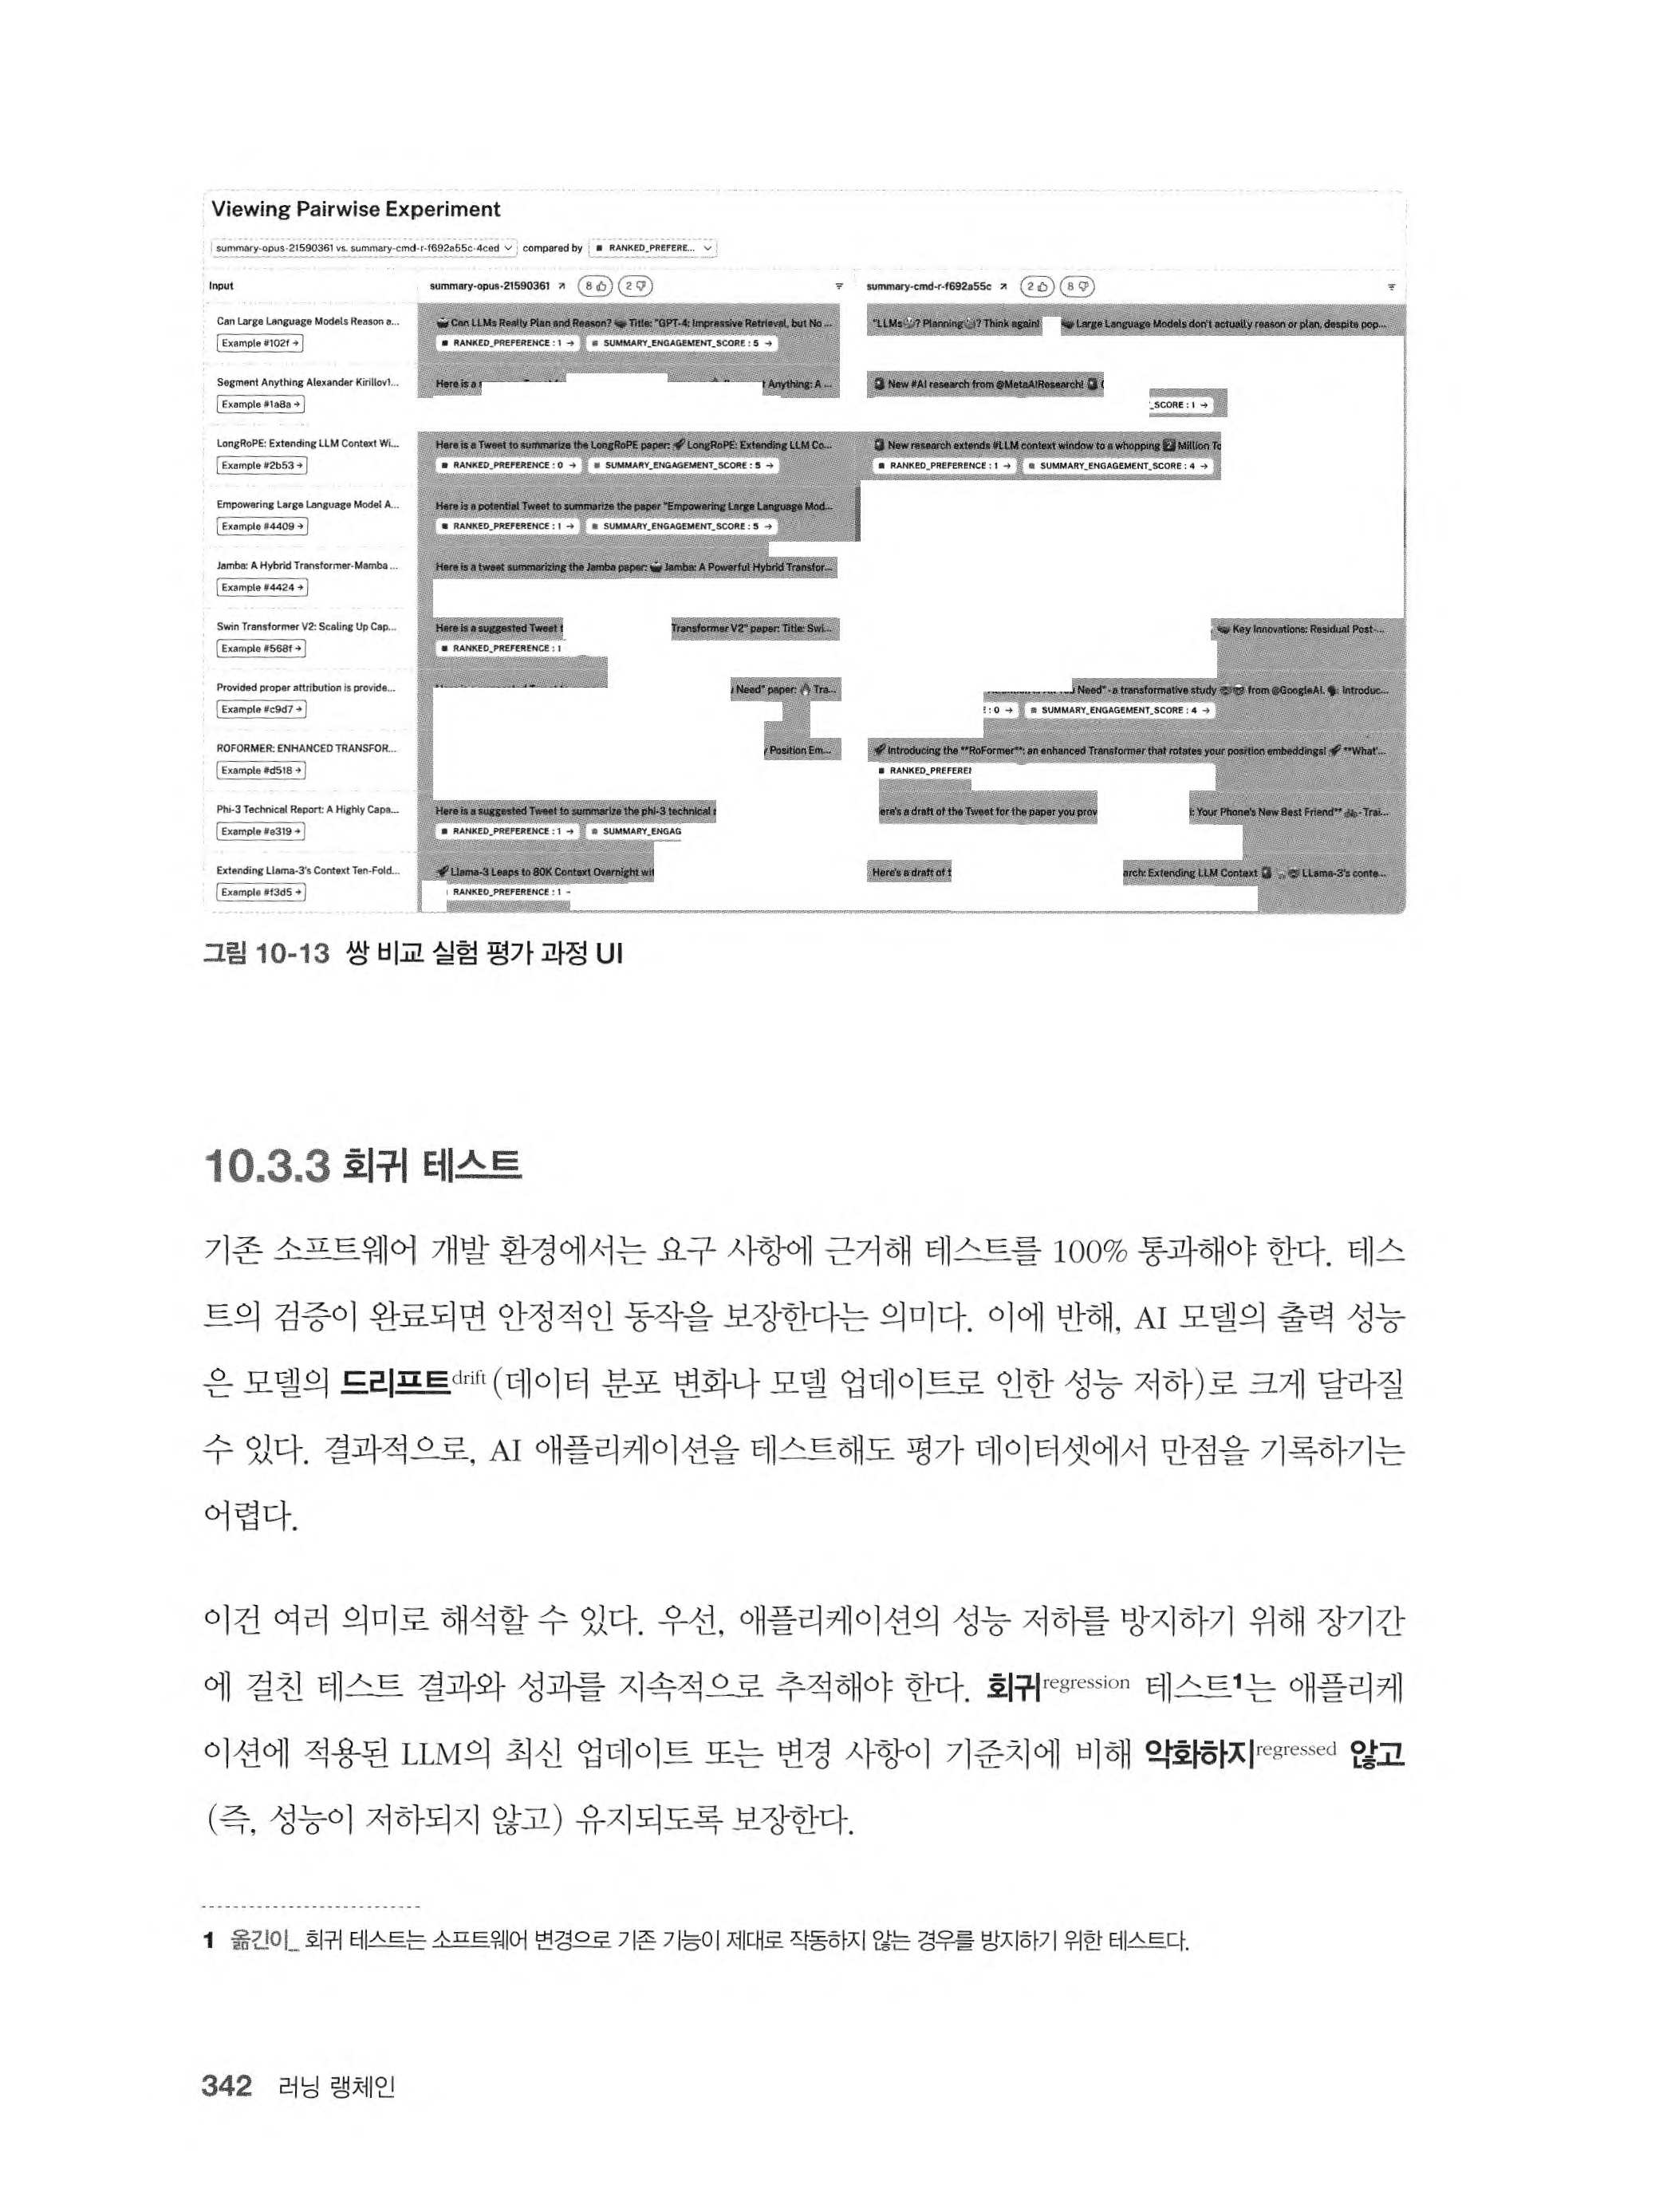 Viewing Pairwise Experiment
summary-opus-21590361 vs. summary-cmd-r-f692a55c-4ced compared by RANKED_PREFERE...
Input summary-opus-21590361 8 2 summary-cmd-r-f692a55c 2 8
Can Large Language Models Reason a... Can LLMs Really Plan and Reason? Title: "GPT-4: Impressive Retrieval, but No ... "LLMs ? Planning ? Think again! Large Language Models don't actually reason or plan, despite pop...
Example #102f → RANKED_PREFERENCE : 1 → SUMMARY_ENGAGEMENT_SCORE : 5 →
Segment Anything Alexander Kirillov1... Here is a Anything: A ... New #AI research from @MetaAIResearch!
Example #1a8a → _SCORE : 1 →
LongRoPE: Extending LLM Context Wi... Here is a Tweet to summarize the LongRoPE paper: LongRoPE: Extending LLM Co... New research extends #LLM context window to a whopping 2 Million
Example #2b53 → RANKED_PREFERENCE : 0 → SUMMARY_ENGAGEMENT_SCORE : 5 → RANKED_PREFERENCE : 1 → SUMMARY_ENGAGEMENT_SCORE : 4 →
Empowering Large Language Model A... Here is a potential Tweet to summarize the paper "Empowering Large Language Mod...
Example #4409 → RANKED_PREFERENCE : 1 → SUMMARY_ENGAGEMENT_SCORE : 5 →
Jamba: A Hybrid Transformer-Mamba ... Here is a tweet summarizing the Jamba paper: Jamba: A Powerful Hybrid Transfor...
Example #4424 →
Swin Transformer V2: Scaling Up Cap... Here is a suggested Tweet Transformer V2" paper: Title: Swi... Key Innovations: Residual Post-...
Example #568f → RANKED_PREFERENCE : 1
Provided proper attribution is provide... Need" paper: Tra... Need" - a transformative study from @GoogleAI. Introduc...
Example #c9d7 → : 0 → SUMMARY_ENGAGEMENT_SCORE : 4 →
ROFORMER: ENHANCED TRANSFOR... Position Em... Introducing the **RoFormer**: an enhanced Transformer that rotates your position embeddings! **What'...
Example #d518 → RANKED_PREFERE
Phi-3 Technical Report: A Highly Capa... Here is a suggested Tweet to summarize the phi-3 technical ere's a draft of the Tweet for the paper you prov : Your Phone's New Best Friend** - Trai...
Example #e319 → RANKED_PREFERENCE : 1 → SUMMARY_ENGAG
Extending Llama-3's Context Ten-Fold... Llama-3 Leaps to 80K Context Overnight Here's a draft of arch: Extending LLM Context LLama-3's conte...
Example #f3d5 → RANKED_PREFERENCE : 1
그림 10-13 쌍 비교 실험 평가 과정 UI
10.3.3 회귀 테스트
기존 소프트웨어 개발 환경에서는 요구 사항에 근거해 테스트를 100% 통과해야 한다. 테스
트의 검증이 완료되면 안정적인 동작을 보장한다는 의미다. 이에 반해, AI 모델의 출력 성능
은 모델의 드리프트drift(데이터 분포 변화나 모델 업데이트로 인한 성능 저하)로 크게 달라질
수 있다. 결과적으로, AI 애플리케이션을 테스트해도 평가 데이터셋에서 만점을 기록하기는
어렵다.
이건 여러 의미로 해석할 수 있다. 우선, 애플리케이션의 성능 저하를 방지하기 위해 장기간
에 걸친 테스트 결과와 성과를 지속적으로 추적해야 한다. 회귀regression 테스트1는 애플리케
이션에 적용된 LLM의 최신 업데이트 또는 변경 사항이 기준치에 비해 악화하지regressed 않고
(즉, 성능이 저하되지 않고) 유지되도록 보장한다.
1 옮긴이_ 회귀 테스트는 소프트웨어 변경으로 기존 기능이 제대로 작동하지 않는 경우를 방지하기 위한 테스트다.
342 러닝 랭체인